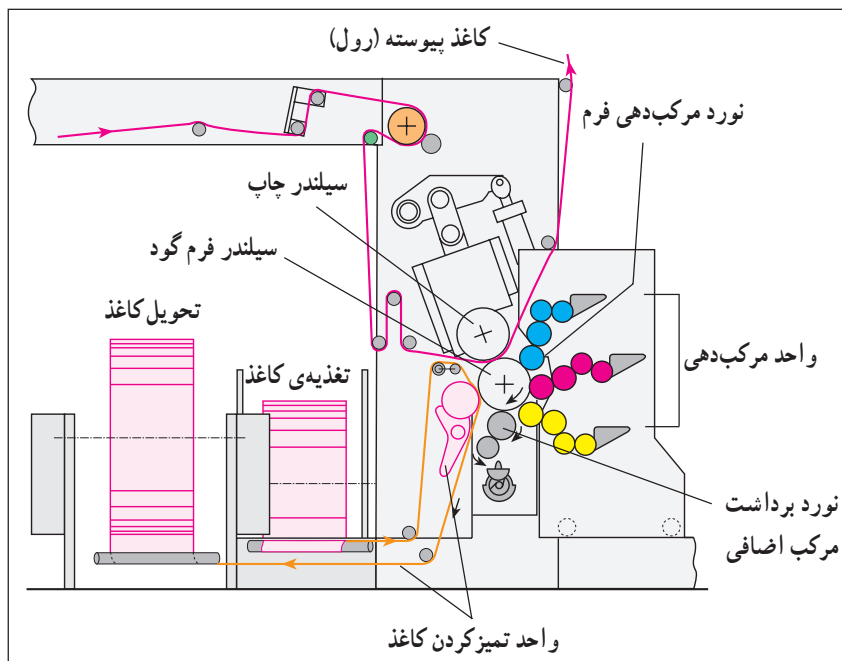 کاغذ پیوسته (رول)
نورد مرکب‌دهی فرم
سیلندر چاپ
سیلندر فرم گود
تحویل کاغذ
تغذیه‌ی کاغذ
واحد مرکب‌دهی
نورد برداشت
مرکب اضافی
واحد تمیزکردن کاغذ